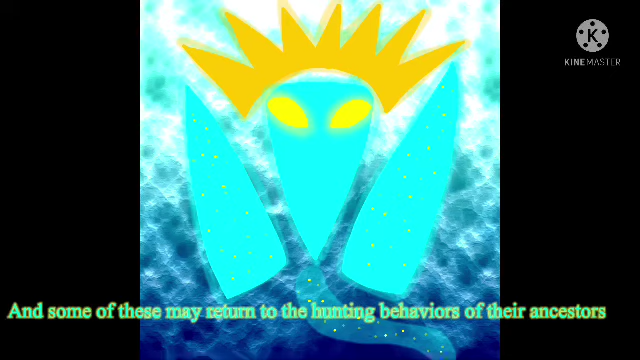 K
KINEMASTER
And some of these may return to the hunting behaviors of their ancestors